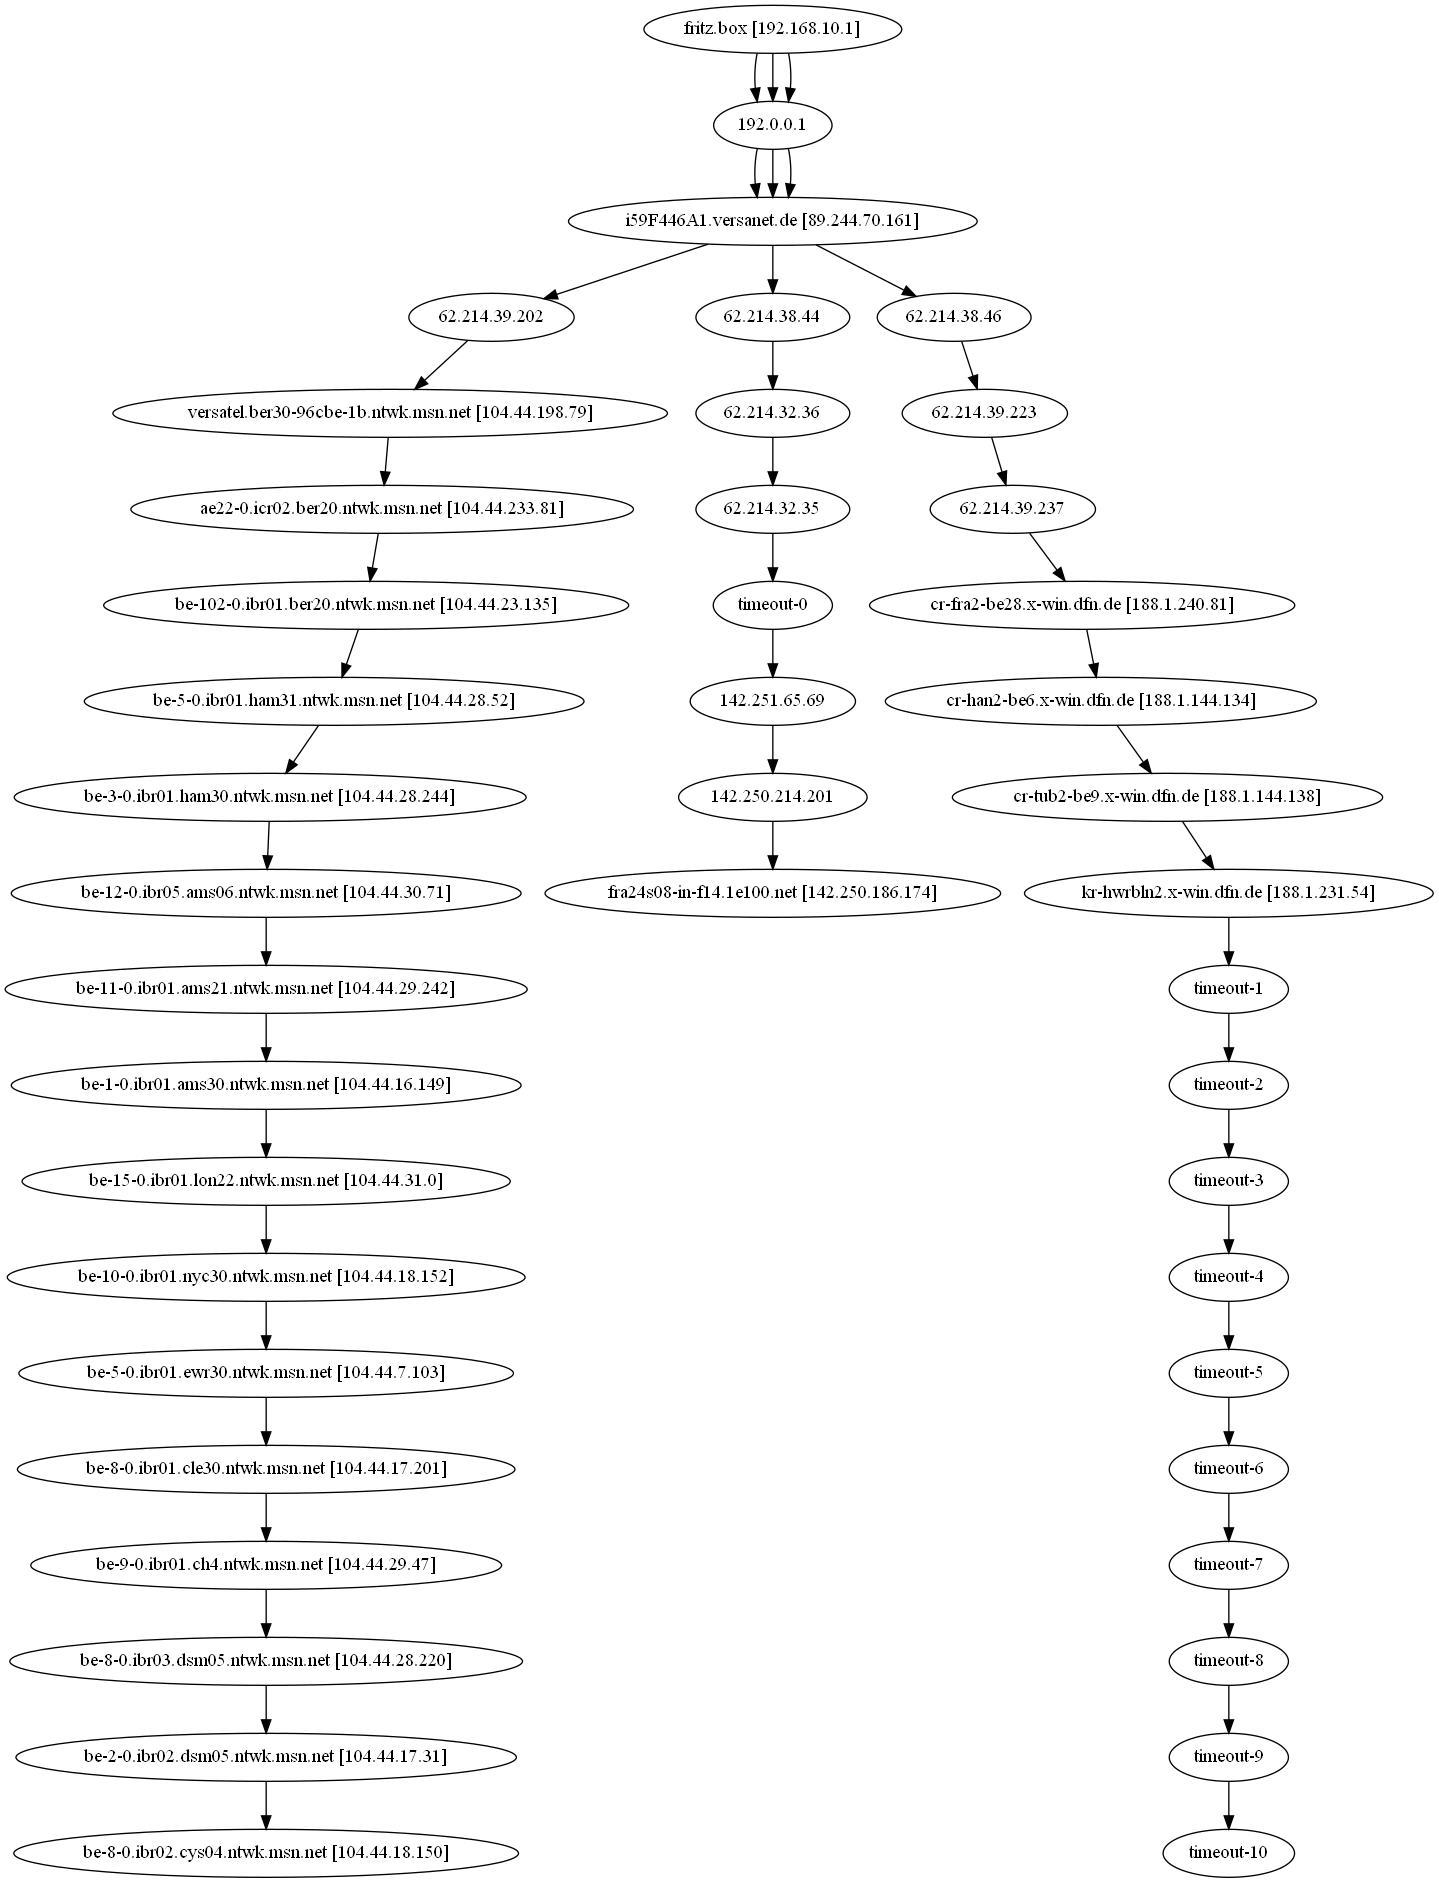 fritz.box [192.168.10.1]
192.0.0.1
i59F446A1.versanet.de [89.244.70.161]
62.214.39.202
62.214.38.44
62.214.38.46
versatel.ber30-96cbe-1b.ntwk.msn.net [104.44.198.79]
62.214.32.36
62.214.39.223
ae22-0.icr02.ber20.ntwk.msn.net [104.44.233.81]
62.214.32.35
62.214.39.237
be-102-0.ibr01.ber20.ntwk.msn.net [104.44.23.135]
timeout-0
cr-fra2-be28.x-win.dfn.de [188.1.240.81]
be-5-0.ibr01.ham31.ntwk.msn.net [104.44.28.52]
142.251.65.69
cr-han2-be6.x-win.dfn.de [188.1.144.134]
be-3-0.ibr01.ham30.ntwk.msn.net [104.44.28.244]
142.250.214.201
cr-tub2-be9.x-win.dfn.de [188.1.144.138]
be-12-0.ibr05.ams06.ntwk.msn.net [104.44.30.71]
fra24s08-in-f14.1e100.net [142.250.186.174]
kr-hwrbln2.x-win.dfn.de [188.1.231.54]
be-11-0.ibr01.ams21.ntwk.msn.net [104.44.29.242]
timeout-1
be-1-0.ibr01.ams30.ntwk.msn.net [104.44.16.149]
timeout-2
be-15-0.ibr01.lon22.ntwk.msn.net [104.44.31.0]
timeout-3
be-10-0.ibr01.nyc30.ntwk.msn.net [104.44.18.152]
timeout-4
be-5-0.ibr01.ewr30.ntwk.msn.net [104.44.7.103]
timeout-5
be-8-0.ibr01.cle30.ntwk.msn.net [104.44.17.201]
timeout-6
be-9-0.ibr01.ch4.ntwk.msn.net [104.44.29.47]
timeout-7
be-8-0.ibr03.dsm05.ntwk.msn.net [104.44.28.220]
timeout-8
be-2-0.ibr02.dsm05.ntwk.msn.net [104.44.17.31]
timeout-9
be-8-0.ibr02.cys04.ntwk.msn.net [104.44.18.150]
timeout-10